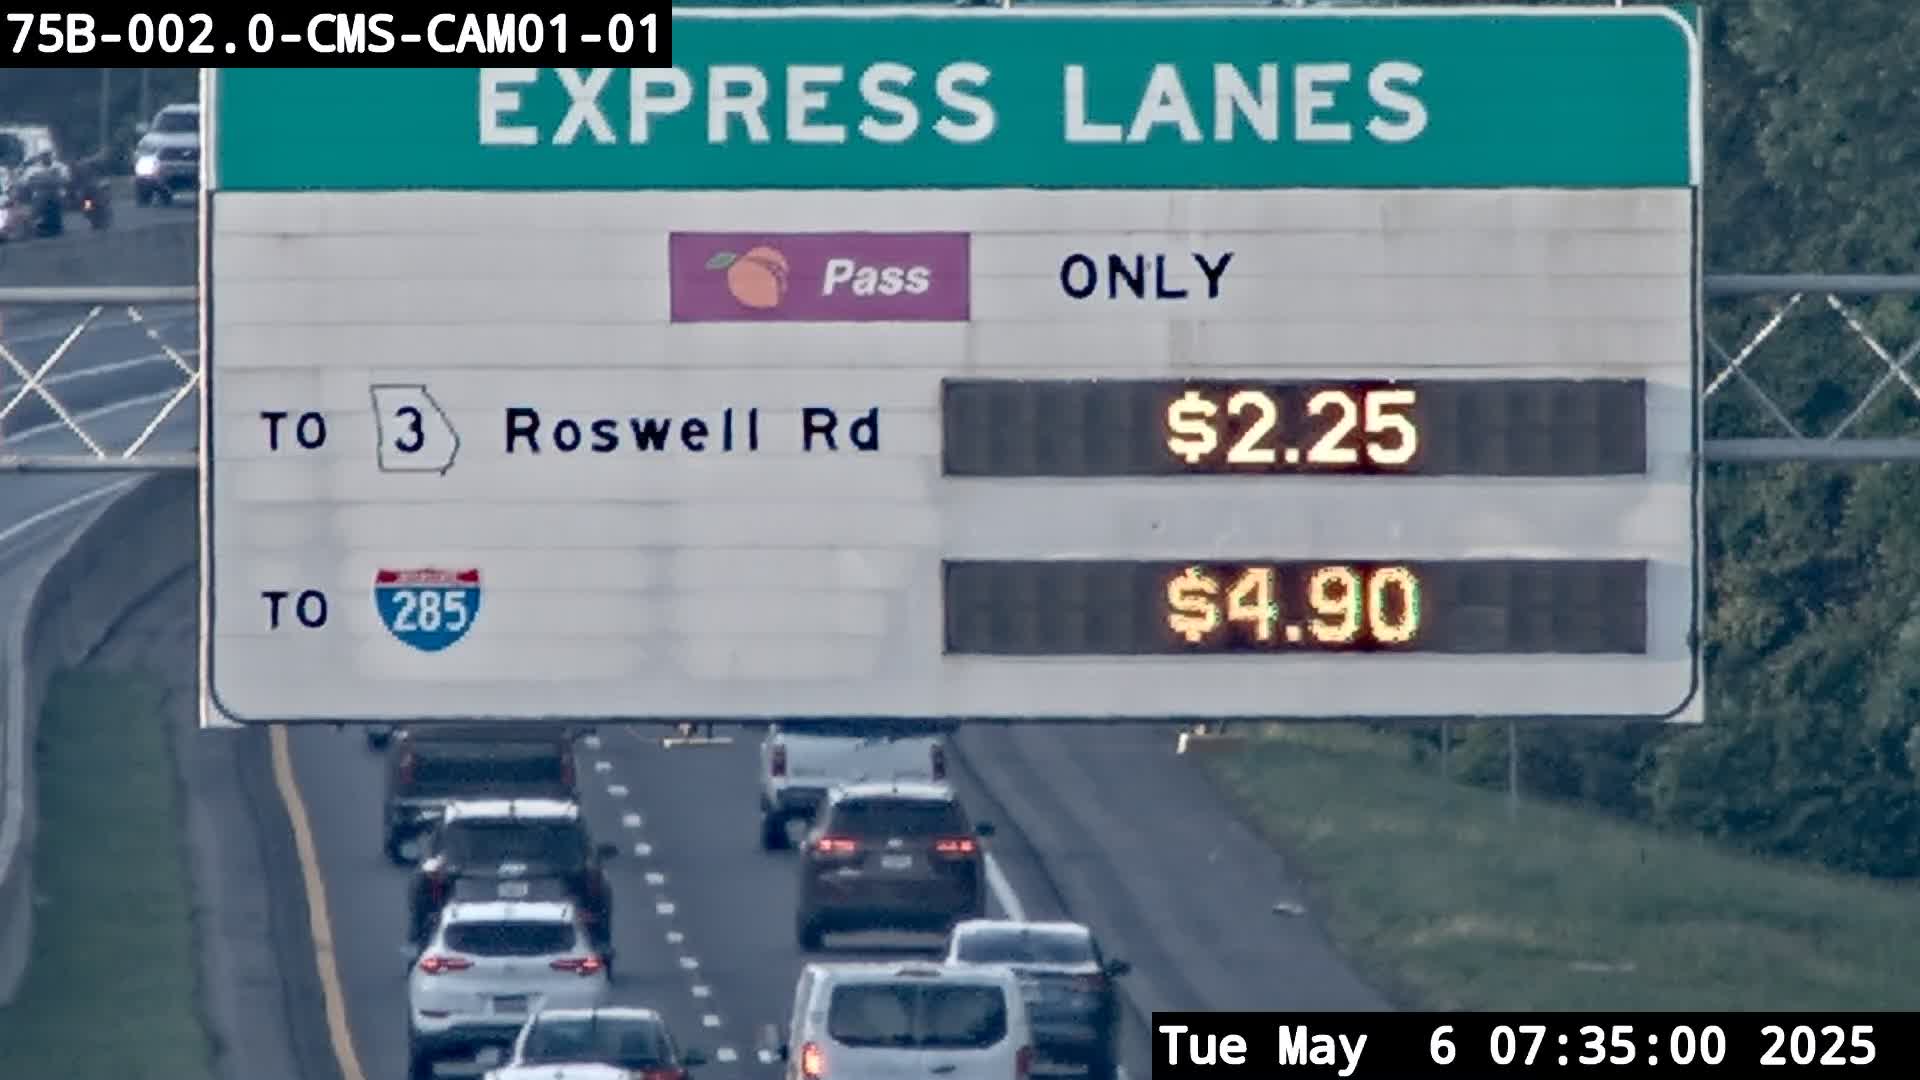 75B-002.0-CMS-CAM01-01
EXPRESS LANES
Pass ONLY
TO 3 Roswell Rd $2.25
TO 285 $4.90
Tue May 6 07:35:00 2025